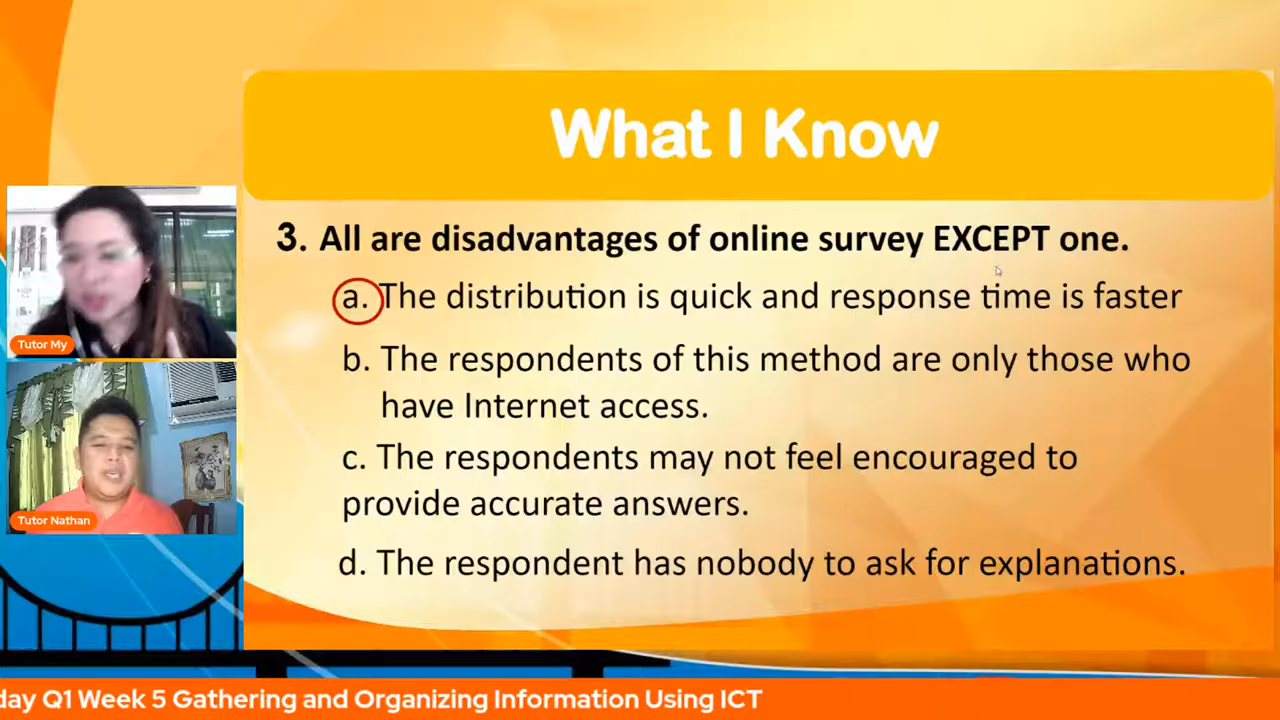 What I Know
3. All are disadvantages of online survey EXCEPT one.
a. The distribution is quick and response time is faster
b. The respondents of this method are only those who
have Internet access.
c. The respondents may not feel encouraged to
provide accurate answers.
d. The respondent has nobody to ask for explanations.
Tutor My
Tutor Nathan
day Q1 Week 5 Gathering and Organizing Information Using ICT